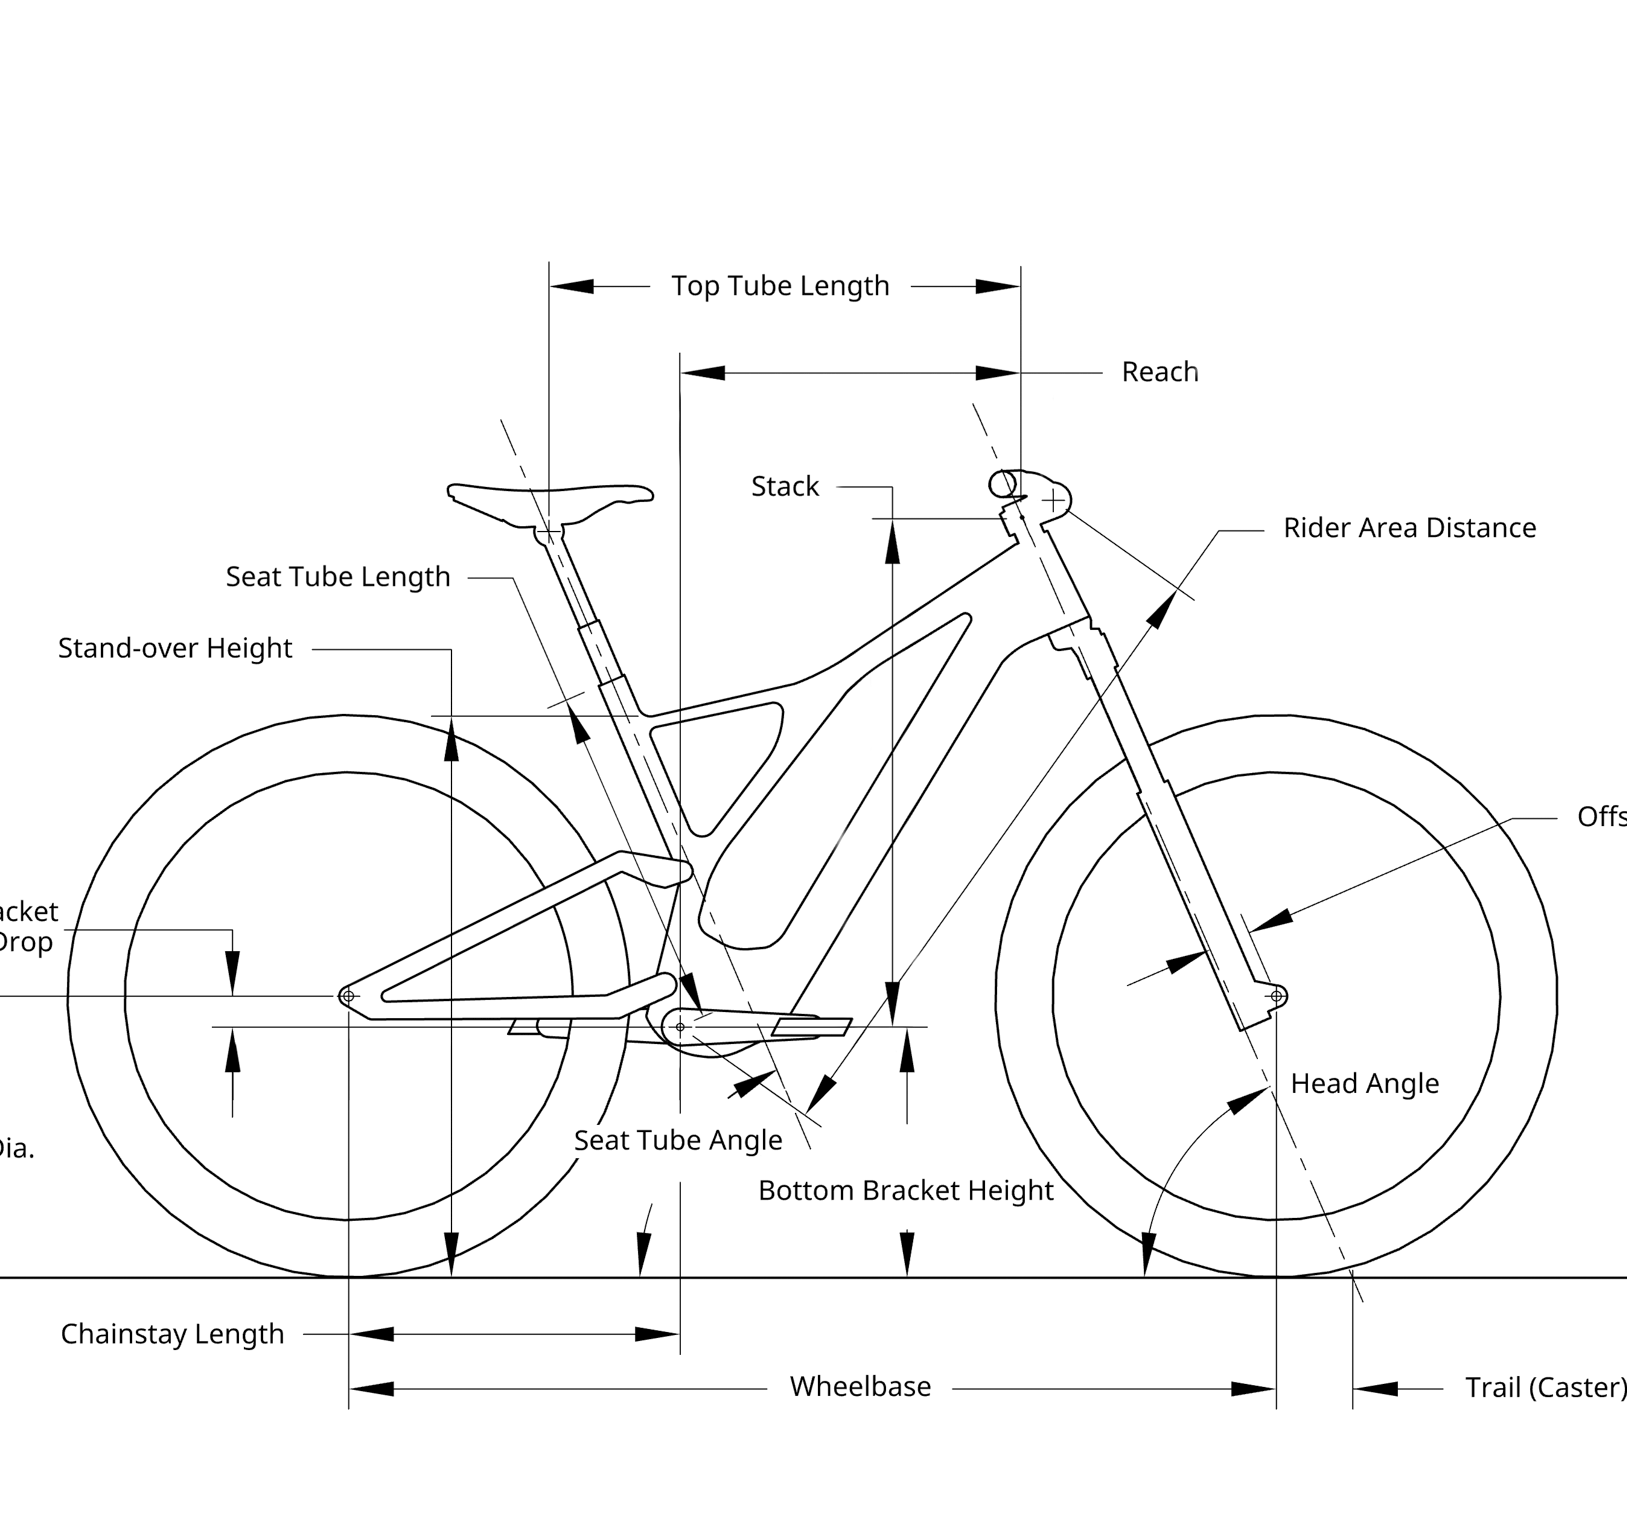 Top Tube Length
Reach
Stack
Rider Area Distance
Seat Tube Length
Stand-over Height
Offs
acket
Drop
Head Angle
Dia.
Seat Tube Angle
Bottom Bracket Height
Chainstay Length
Wheelbase
Trail (Caster)